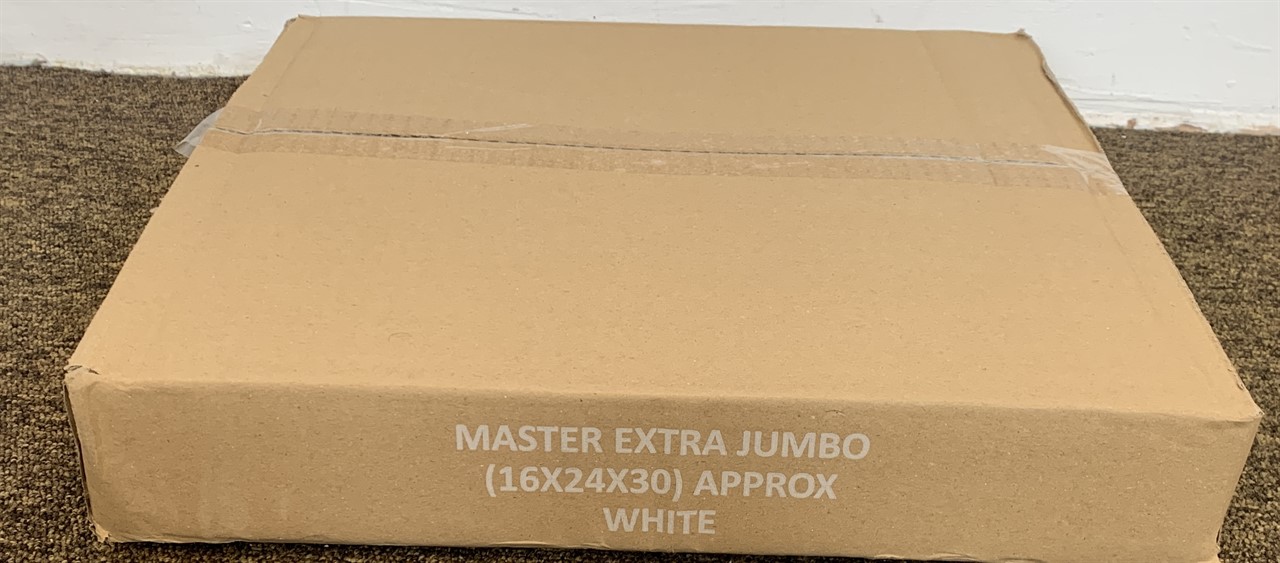 MASTER EXTRA JUMBO
(16X24X30) APPROX
WHITE